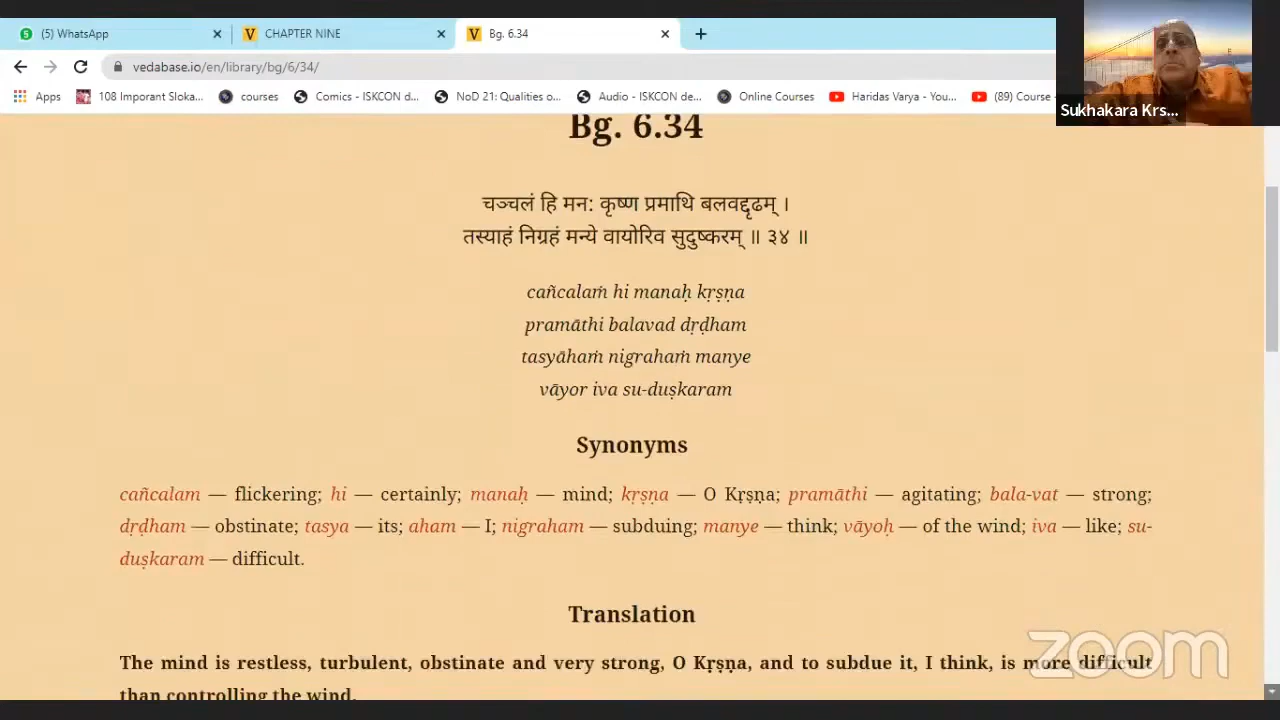 (5) WhatsApp
CHAPTER NINE
Bg. 6.34
vedabase.io/en/library/bg/6/34/
Apps
108 Imporant Sloka...
courses
Comics - ISKCON d...
NoD 21: Qualities o...
Audio - ISKCON de...
Online Courses
Haridas Varya - You...
(89) Course -
Sukhakara Krs...
Bg. 6.34
चञ्चलं हि मन: कृष्ण प्रमाथि बलवद्‍दृढम् ।
तस्याहं निग्रहं मन्ये वायोरिव सुदुष्करम् ॥ ३४ ॥
cañcalaṁ hi manaḥ kṛṣṇa
pramāthi balavad dṛḍham
tasyāhaṁ nigrahaṁ manye
vāyor iva su-duṣkaram
Synonyms
cañcalam — flickering; hi — certainly; manaḥ — mind; kṛṣṇa — O Kṛṣṇa; pramāthi — agitating; bala-vat — strong;
dṛḍham — obstinate; tasya — its; aham — I; nigraham — subduing; manye — think; vāyoḥ — of the wind; iva — like; su-
duṣkaram — difficult.
Translation
The mind is restless, turbulent, obstinate and very strong, O Kṛṣṇa, and to subdue it, I think, is more difficult
than controlling the wind.
zoom